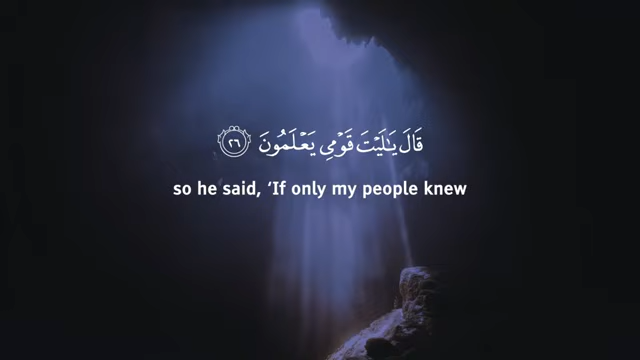 قَالَ يَـٰلَيْتَ قَوْمِي يَعْلَمُونَ ٢٦
so he said, ‘If only my people knew